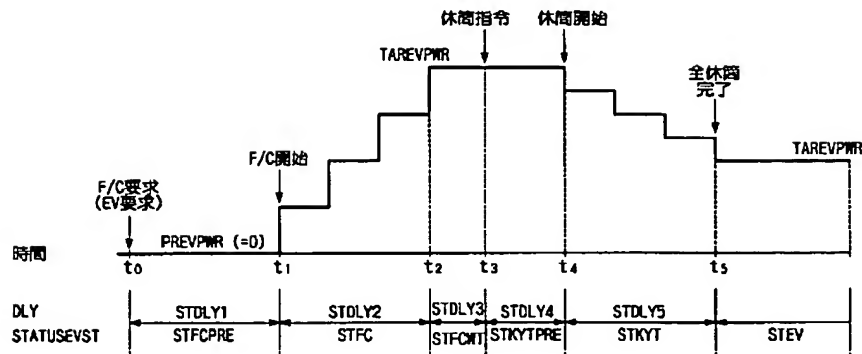 休筒指令
休筒開始
TAREVPWR
全休筒
完了
F/C開始
TAREVPWR
F/C要求
(EV要求)
PREVPWR (=0)
時間
t0
t1
t2
t3
t4
t5
DLY
STDLY1
STDLY2
STDLY3
STDLY4
STDLY5
STATUSEVST
STFCPRE
STFC
STFCWT
STKYTPRE
STKYT
STEV